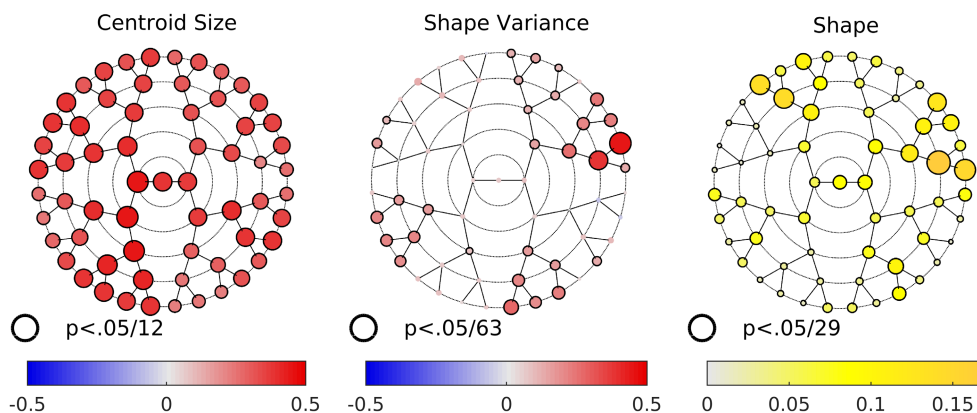 Centroid Size
Shape Variance
Shape
p<.05/12
p<.05/63
p<.05/29
-0.5 0 0.5
-0.5 0 0.5
0 0.05 0.1 0.15